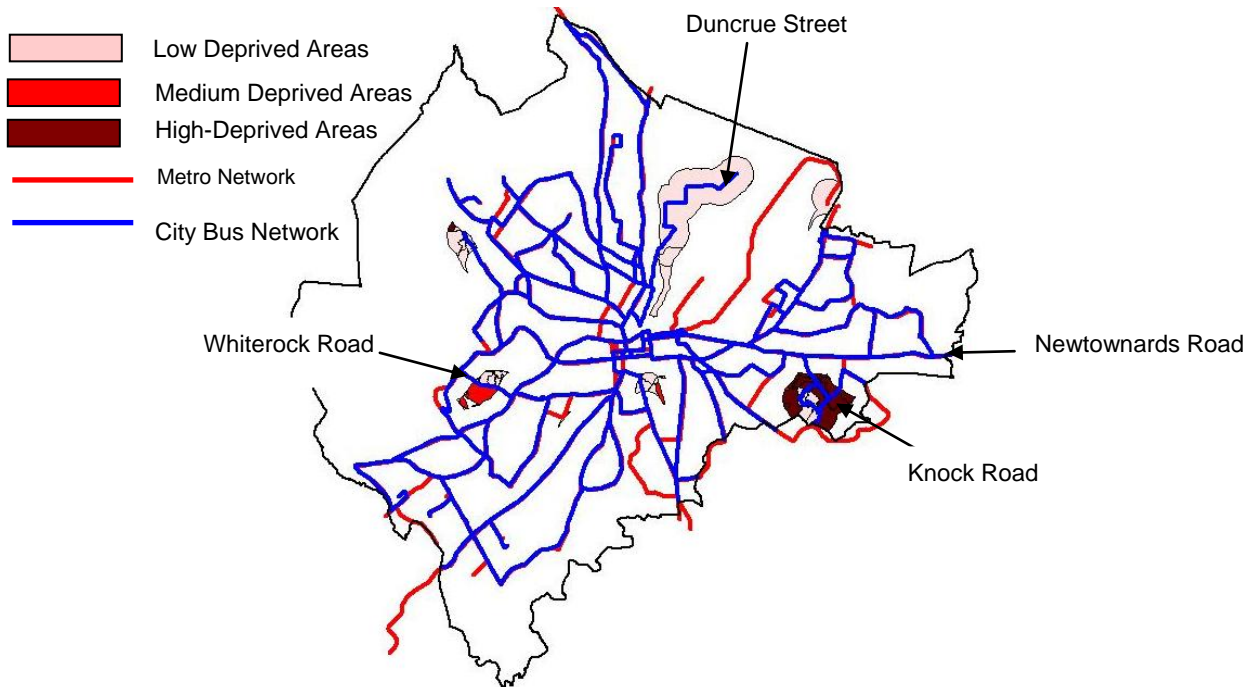 Duncrue Street
Low Deprived Areas
Medium Deprived Areas
High-Deprived Areas
Metro Network
City Bus Network
Whiterock Road
Newtownards Road
Knock Road